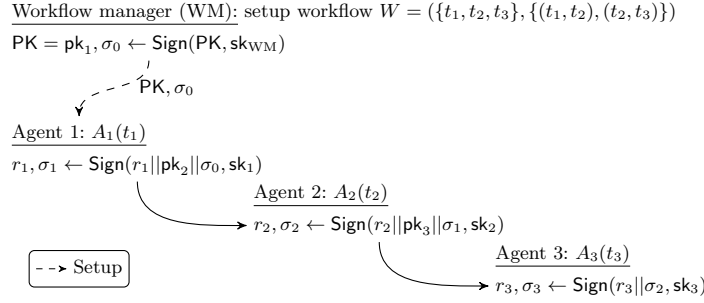 Workflow manager (WM): setup workflow W = ({t₁, t₂, t₃}, {(t₁, t₂), (t₂, t₃)})
PK = pk₁, σ₀ ← Sign(PK, sk_WM)
PK, σ₀
Agent 1: A₁(t₁)
r₁, σ₁ ← Sign(r₁||pk₂||σ₀, sk₁)
Agent 2: A₂(t₂)
r₂, σ₂ ← Sign(r₂||pk₃||σ₁, sk₂)
Agent 3: A₃(t₃)
r₃, σ₃ ← Sign(r₃||σ₂, sk₃)
Setup